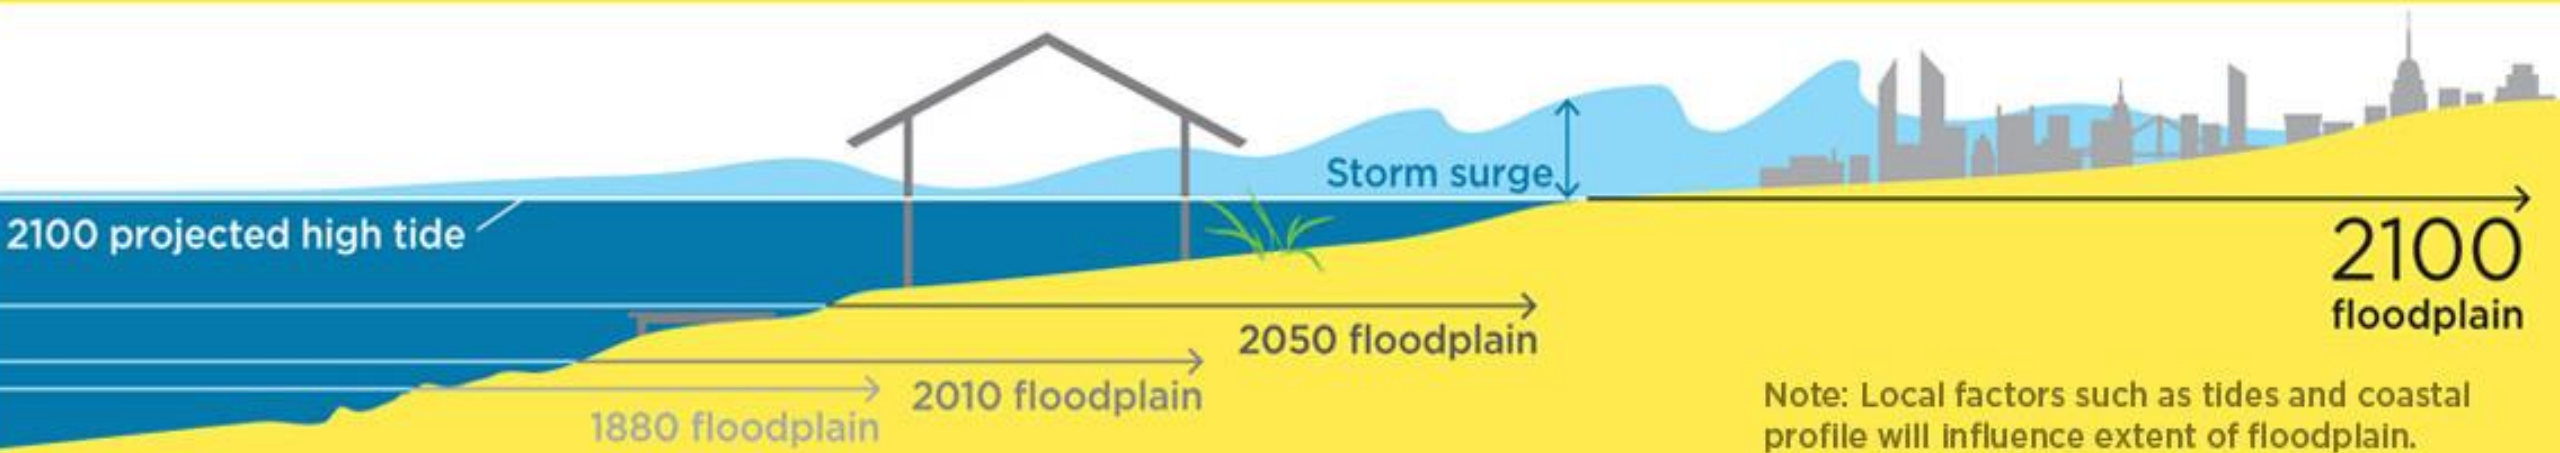 Storm surge
2100 projected high tide
2100
floodplain
2050 floodplain
2010 floodplain
1880 floodplain
Note: Local factors such as tides and coastal
profile will influence extent of floodplain.